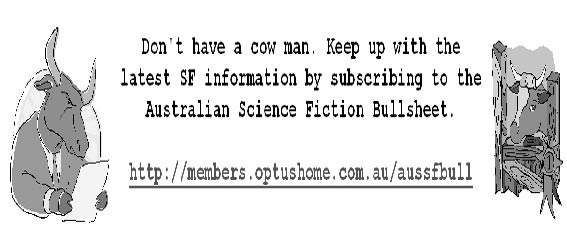 Don't have a cow man. Keep up with the
latest SF information by subscribing to the
Australian Science Fiction Bullsheet.
http://members.optushome.com.au/aussfbull